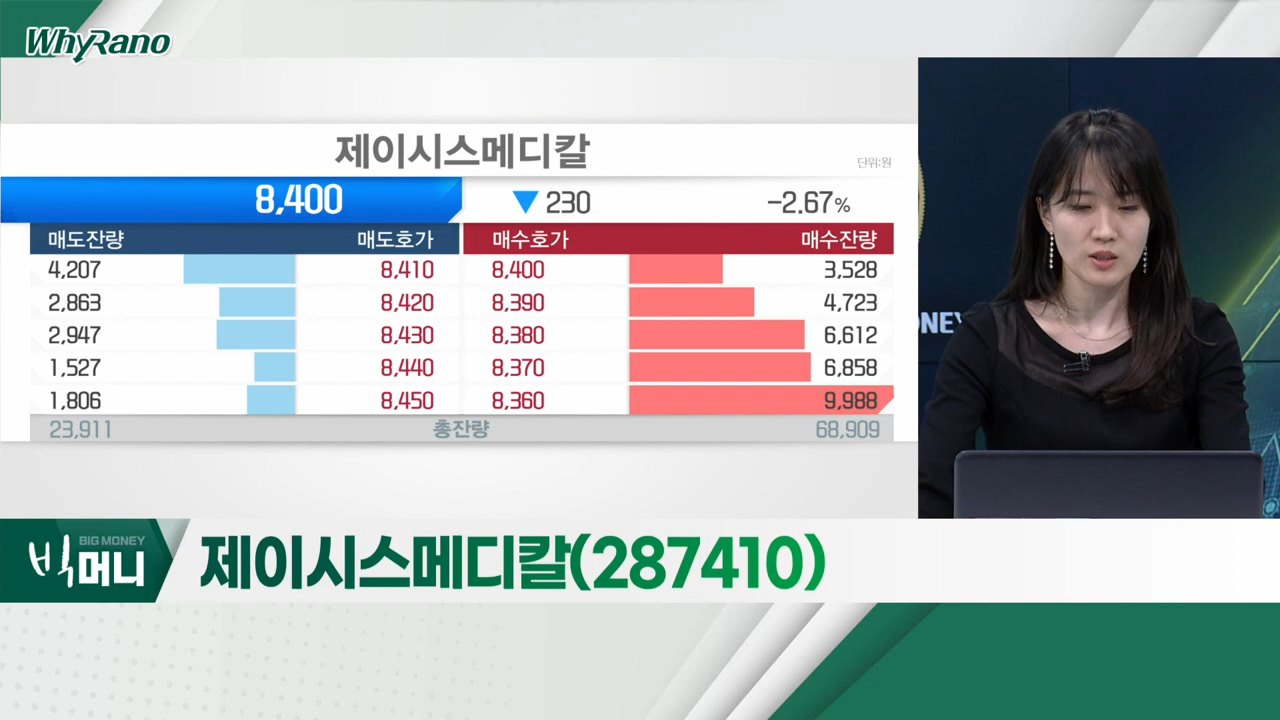 WhyRano
제이시스메디칼
단위:원
8,400 ▼ 230 -2.67%
매도잔량 매도호가 매수호가 매수잔량
4,207 8,410 8,400 3,528
2,863 8,420 8,390 4,723
2,947 8,430 8,380 6,612
1,527 8,440 8,370 6,858
1,806 8,450 8,360 9,988
23,911 총잔량 68,909
ONEY
BIG MONEY
빅머니
제이시스메디칼(287410)